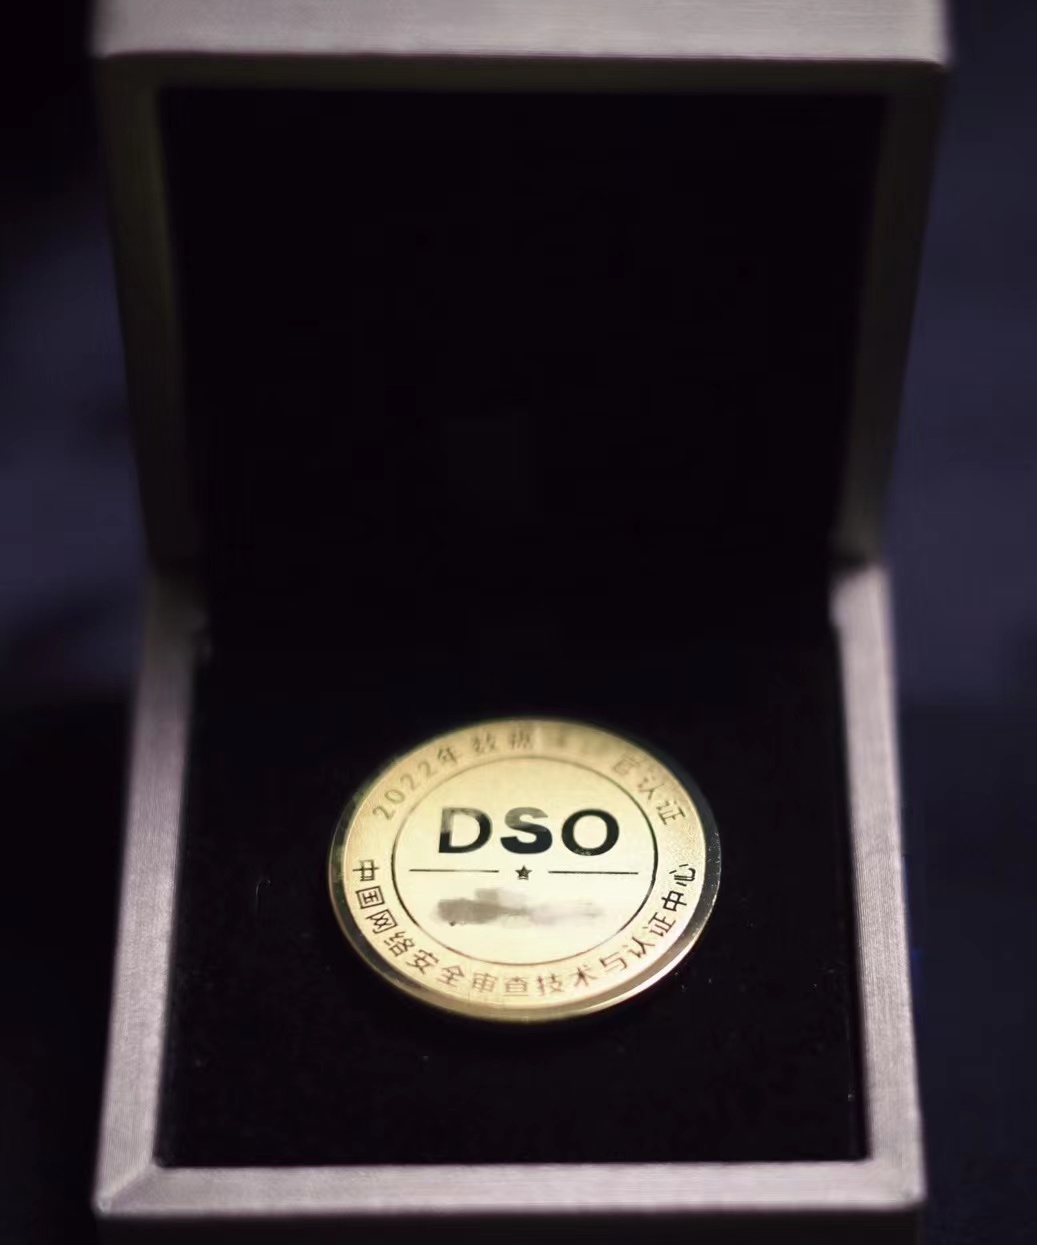 2022年 数据 官认证
DSO
中国网络安全审查技术与认证中心